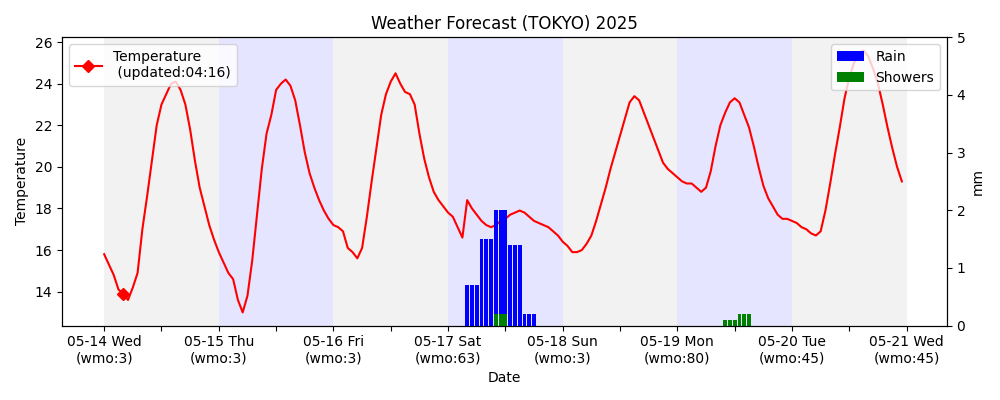 Weather Forecast (TOKYO) 2025
Temperature
(updated:04:16)
Rain
Showers
Temperature
26
24
22
20
18
16
14
5
4
3
2
1
0
mm
05-14 Wed
(wmo:3)
05-15 Thu
(wmo:3)
05-16 Fri
(wmo:3)
05-17 Sat
(wmo:63)
05-18 Sun
(wmo:3)
05-19 Mon
(wmo:80)
05-20 Tue
(wmo:45)
05-21 Wed
(wmo:45)
Date